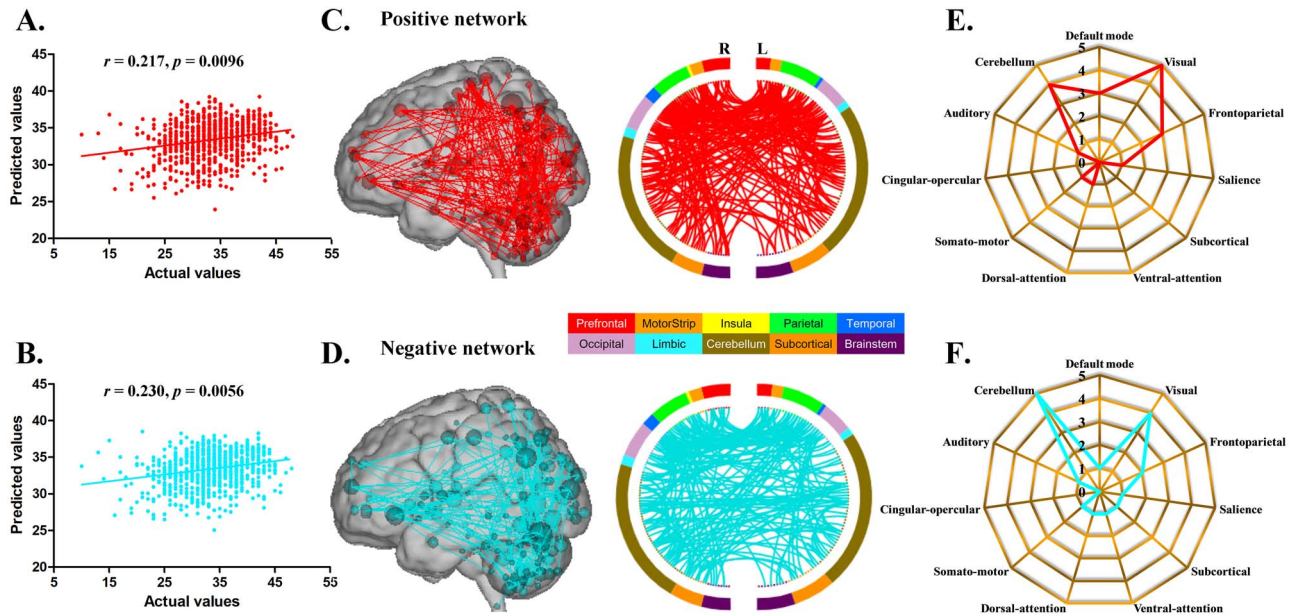 A.
r = 0.217, p = 0.0096
Predicted values
45
40
35
30
25
20
5
15
25
35
45
55
Actual values
C.
Positive network
R
L
E.
Default mode
Visual
Frontoparietal
Salience
Subcortical
Ventral-attention
Dorsal-attention
Somato-motor
Cingular-opercular
Auditory
Cerebellum
5
4
3
2
1
0
Prefrontal
MotorStrip
Insula
Parietal
Temporal
Occipital
Limbic
Cerebellum
Subcortical
Brainstem
B.
r = 0.230, p = 0.0056
Predicted values
45
40
35
30
25
20
5
15
25
35
45
55
Actual values
D.
Negative network
F.
Default mode
Visual
Frontoparietal
Salience
Subcortical
Ventral-attention
Dorsal-attention
Somato-motor
Cingular-opercular
Auditory
Cerebellum
5
4
3
2
1
0